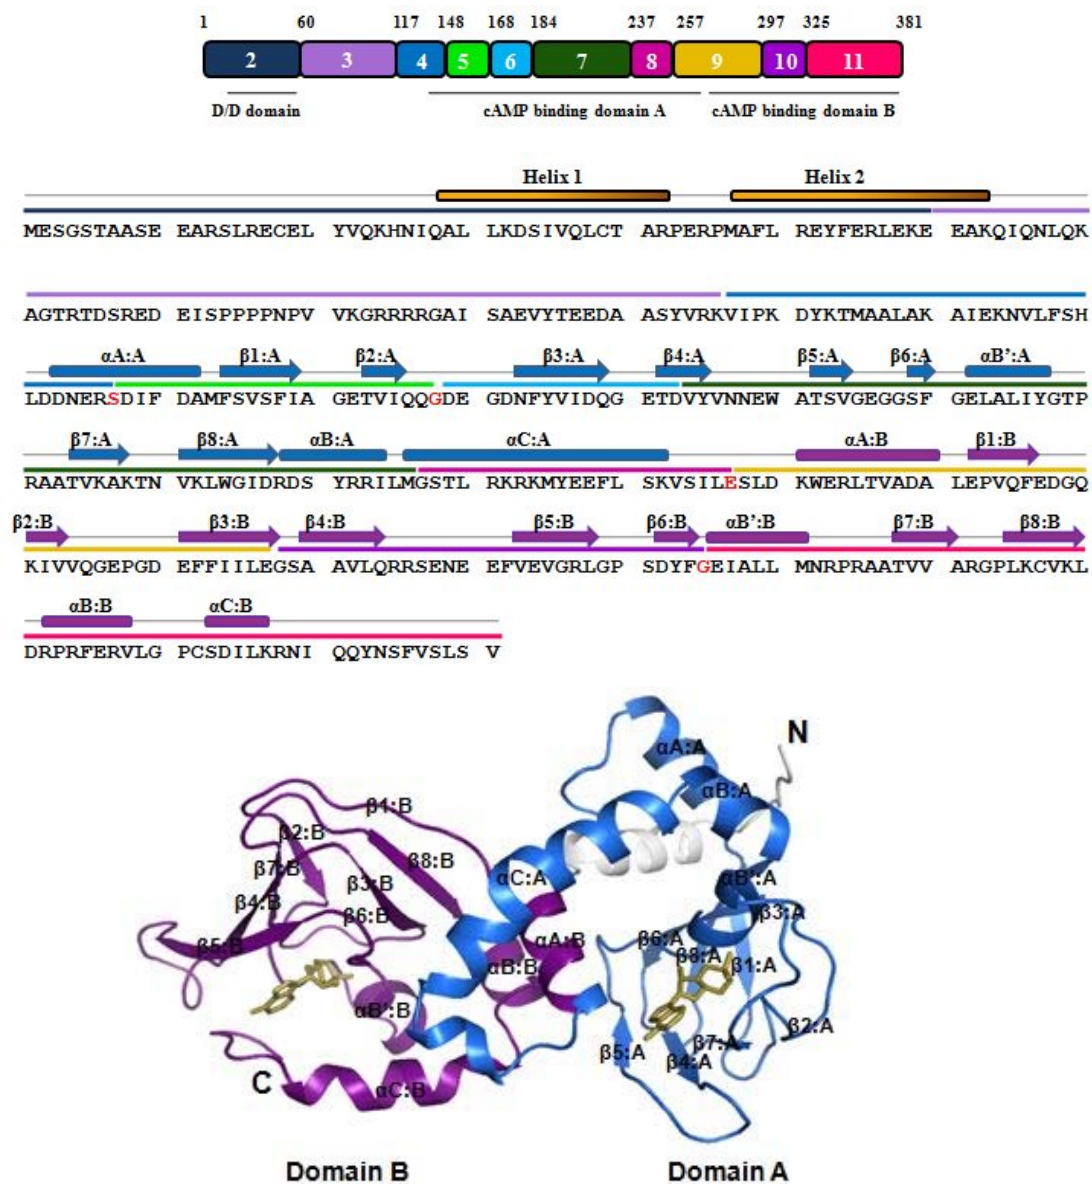 1 60 117 148 168 184 237 257 297 325 381
2 3 4 5 6 7 8 9 10 11
D/D domain cAMP binding domain A cAMP binding domain B
Helix 1 Helix 2
MESGSTAASE EARSLRECEL YVQKHNIQAL LKDSIVQLCT ARPERPMAFL REYFERLEKE EAKQIQNLQK
AGTRTDSRED EISPPPPNPV VKGRRRRGAI SAEVYTEEDA ASYVRKVIPK DYKTMAALAK AIEKNVLFSH
αA:A β1:A β2:A β3:A β4:A β5:A β6:A αB’:A
LDDNERSDIF DAMFSVSFIA GETVIQQGDE GDNFYVIDQG ETDVYVNNEW ATSVGEGGSF GELALIYGTP
β7:A β8:A αB:A αC:A αA:B β1:B
RAATVKAKTN VKLWGIDRDS YRRILMGSTL RKRKMYEEFL SKVSILESLD KWERLTVADA LEPVQFEDGQ
β2:B β3:B β4:B β5:B β6:B αB’:B β7:B β8:B
KIVVQGEPGD EFFIILEGSA AVLQRRSENE EFVEVGRLGP SDYFGEIALL MNRPRAATVV ARGPLKCVKL
αB:B αC:B
DRPRFERVLG PCSDILKRNI QQYNSFVSLS V
N
αA:A
αB:A
β1:B
β2:B
β7:B β8:B
αC:A
αB':A
β3:B
β4:B
β6:B
β3:A
β5:B
αA:B
β6:A
αB:B
β8:A
β1:A
αB':B
β2:A
β5:A
β7:A
β4:A
C
αC:B
Domain B Domain A